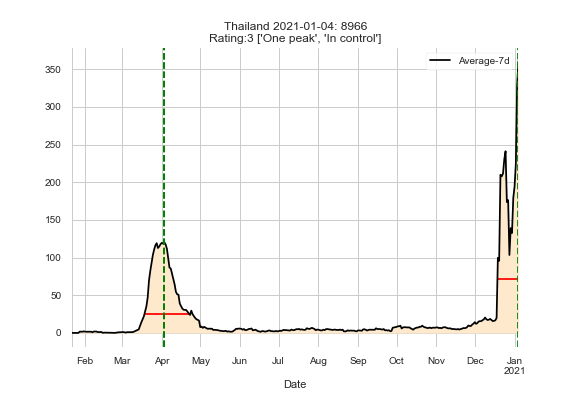 Thailand 2021-01-04: 8966
Rating:3 ['One peak', 'In control']
Average-7d
350
300
250
200
150
100
50
0
Feb Mar Apr May Jun Jul Aug Sep Oct Nov Dec Jan
2021
Date